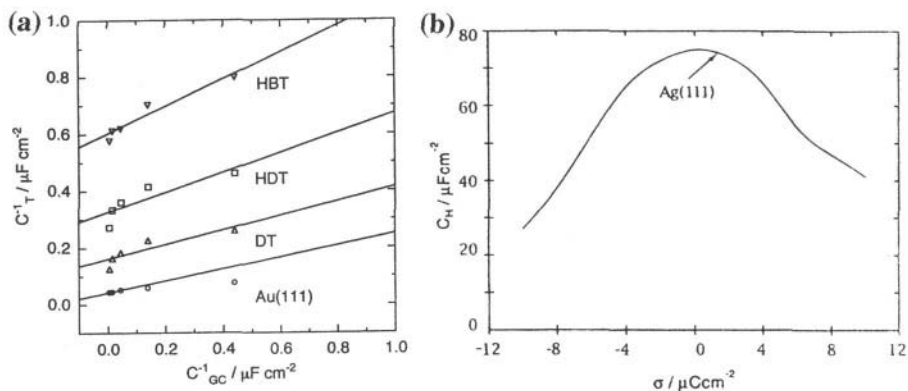 (a)
1.0
0.8
0.6
0.4
0.2
0.0
C⁻¹T / μF cm⁻²
HBT
HDT
DT
Au(111)
0.0 0.2 0.4 0.6 0.8 1.0
C⁻¹GC / μF cm⁻²
(b)
80
60
40
20
0
CH / μFcm⁻²
Ag(111)
-12 -8 -4 0 4 8 12
σ / μCcm⁻²